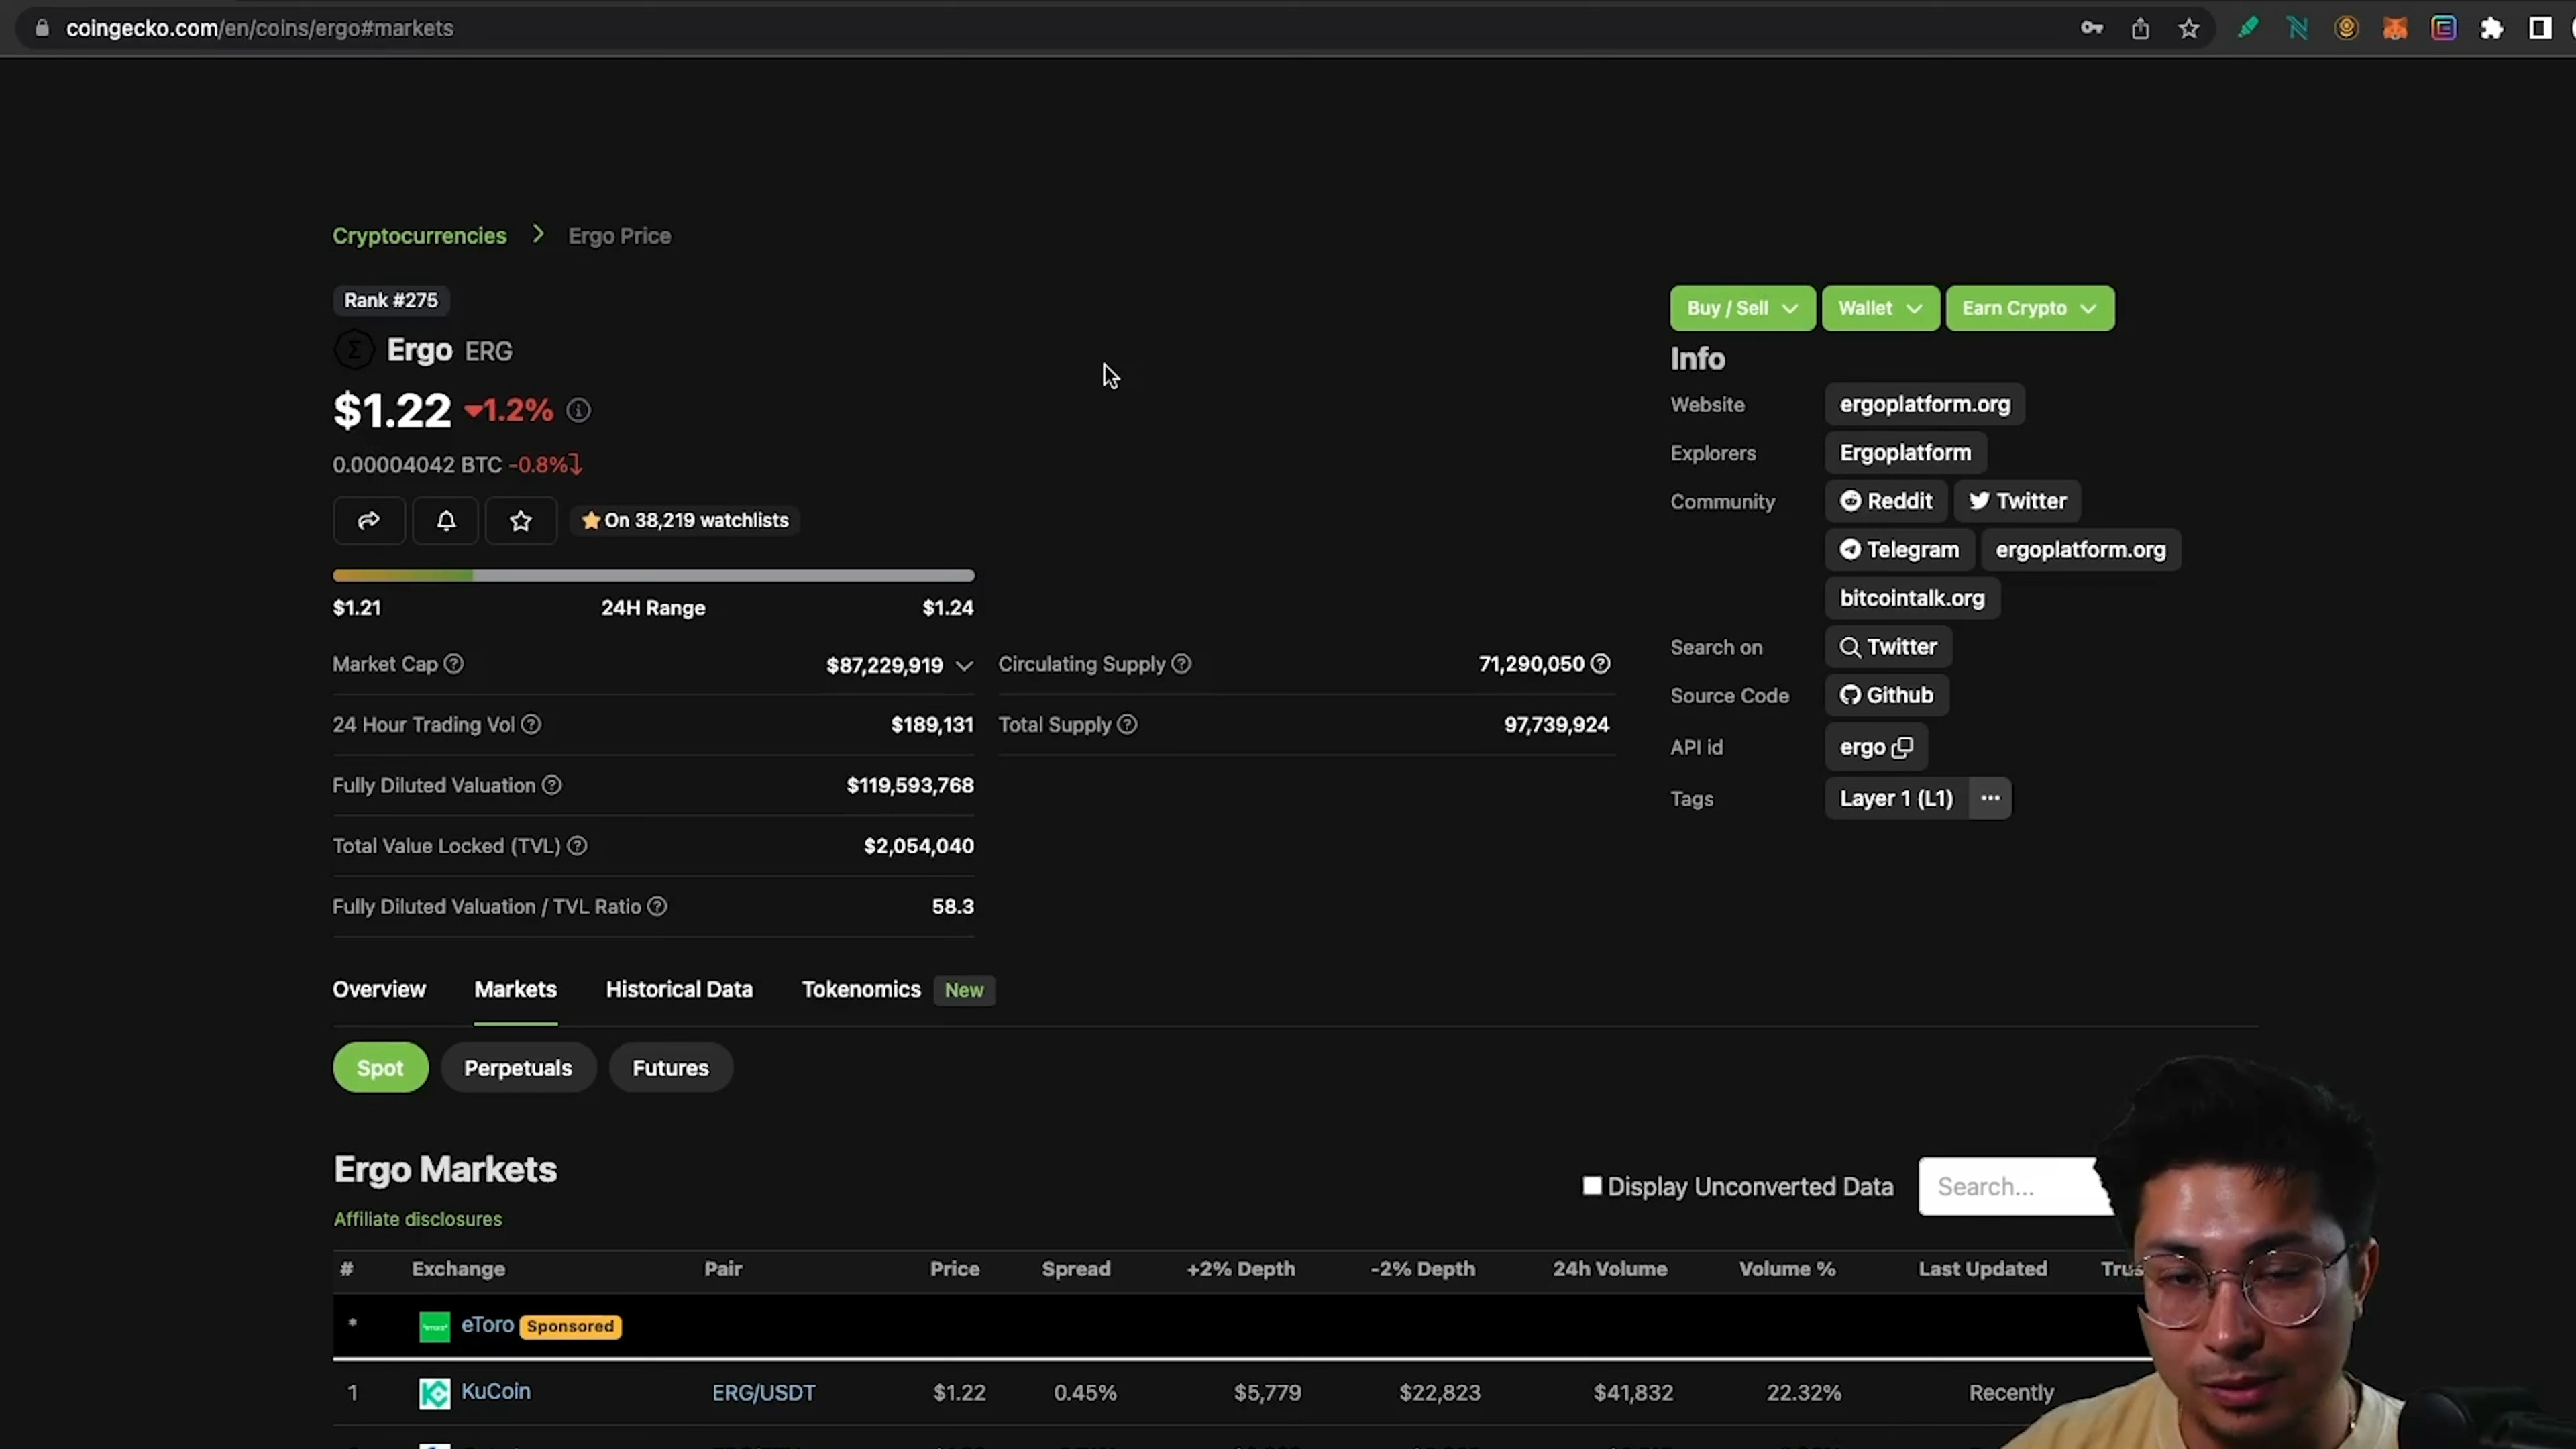 coingecko.com/en/coins/ergo#markets
Cryptocurrencies > Ergo Price
Rank #275
Ergo ERG
$1.22 1.2%
0.00004042 BTC -0.8%
On 38,219 watchlists
$1.21 24H Range $1.24
Market Cap $87,229,919
24 Hour Trading Vol $189,131
Fully Diluted Valuation $119,593,768
Total Value Locked (TVL) $2,054,040
Fully Diluted Valuation / TVL Ratio 58.3
Circulating Supply 71,290,050
Total Supply 97,739,924
Buy / Sell Wallet Earn Crypto
Info
Website ergoplatform.org
Explorers Ergoplatform
Community Reddit Twitter
Telegram ergoplatform.org
bitcointalk.org
Search on Twitter
Source Code Github
API id ergo
Tags Layer 1 (L1) ...
Overview Markets Historical Data Tokenomics New
Spot Perpetuals Futures
Ergo Markets
Display Unconverted Data Search...
Affiliate disclosures
# Exchange Pair Price Spread +2% Depth -2% Depth 24h Volume Volume % Last Updated
* eToro Sponsored
1 KuCoin ERG/USDT $1.22 0.45% $5,779 $22,823 $41,832 22.32% Recently